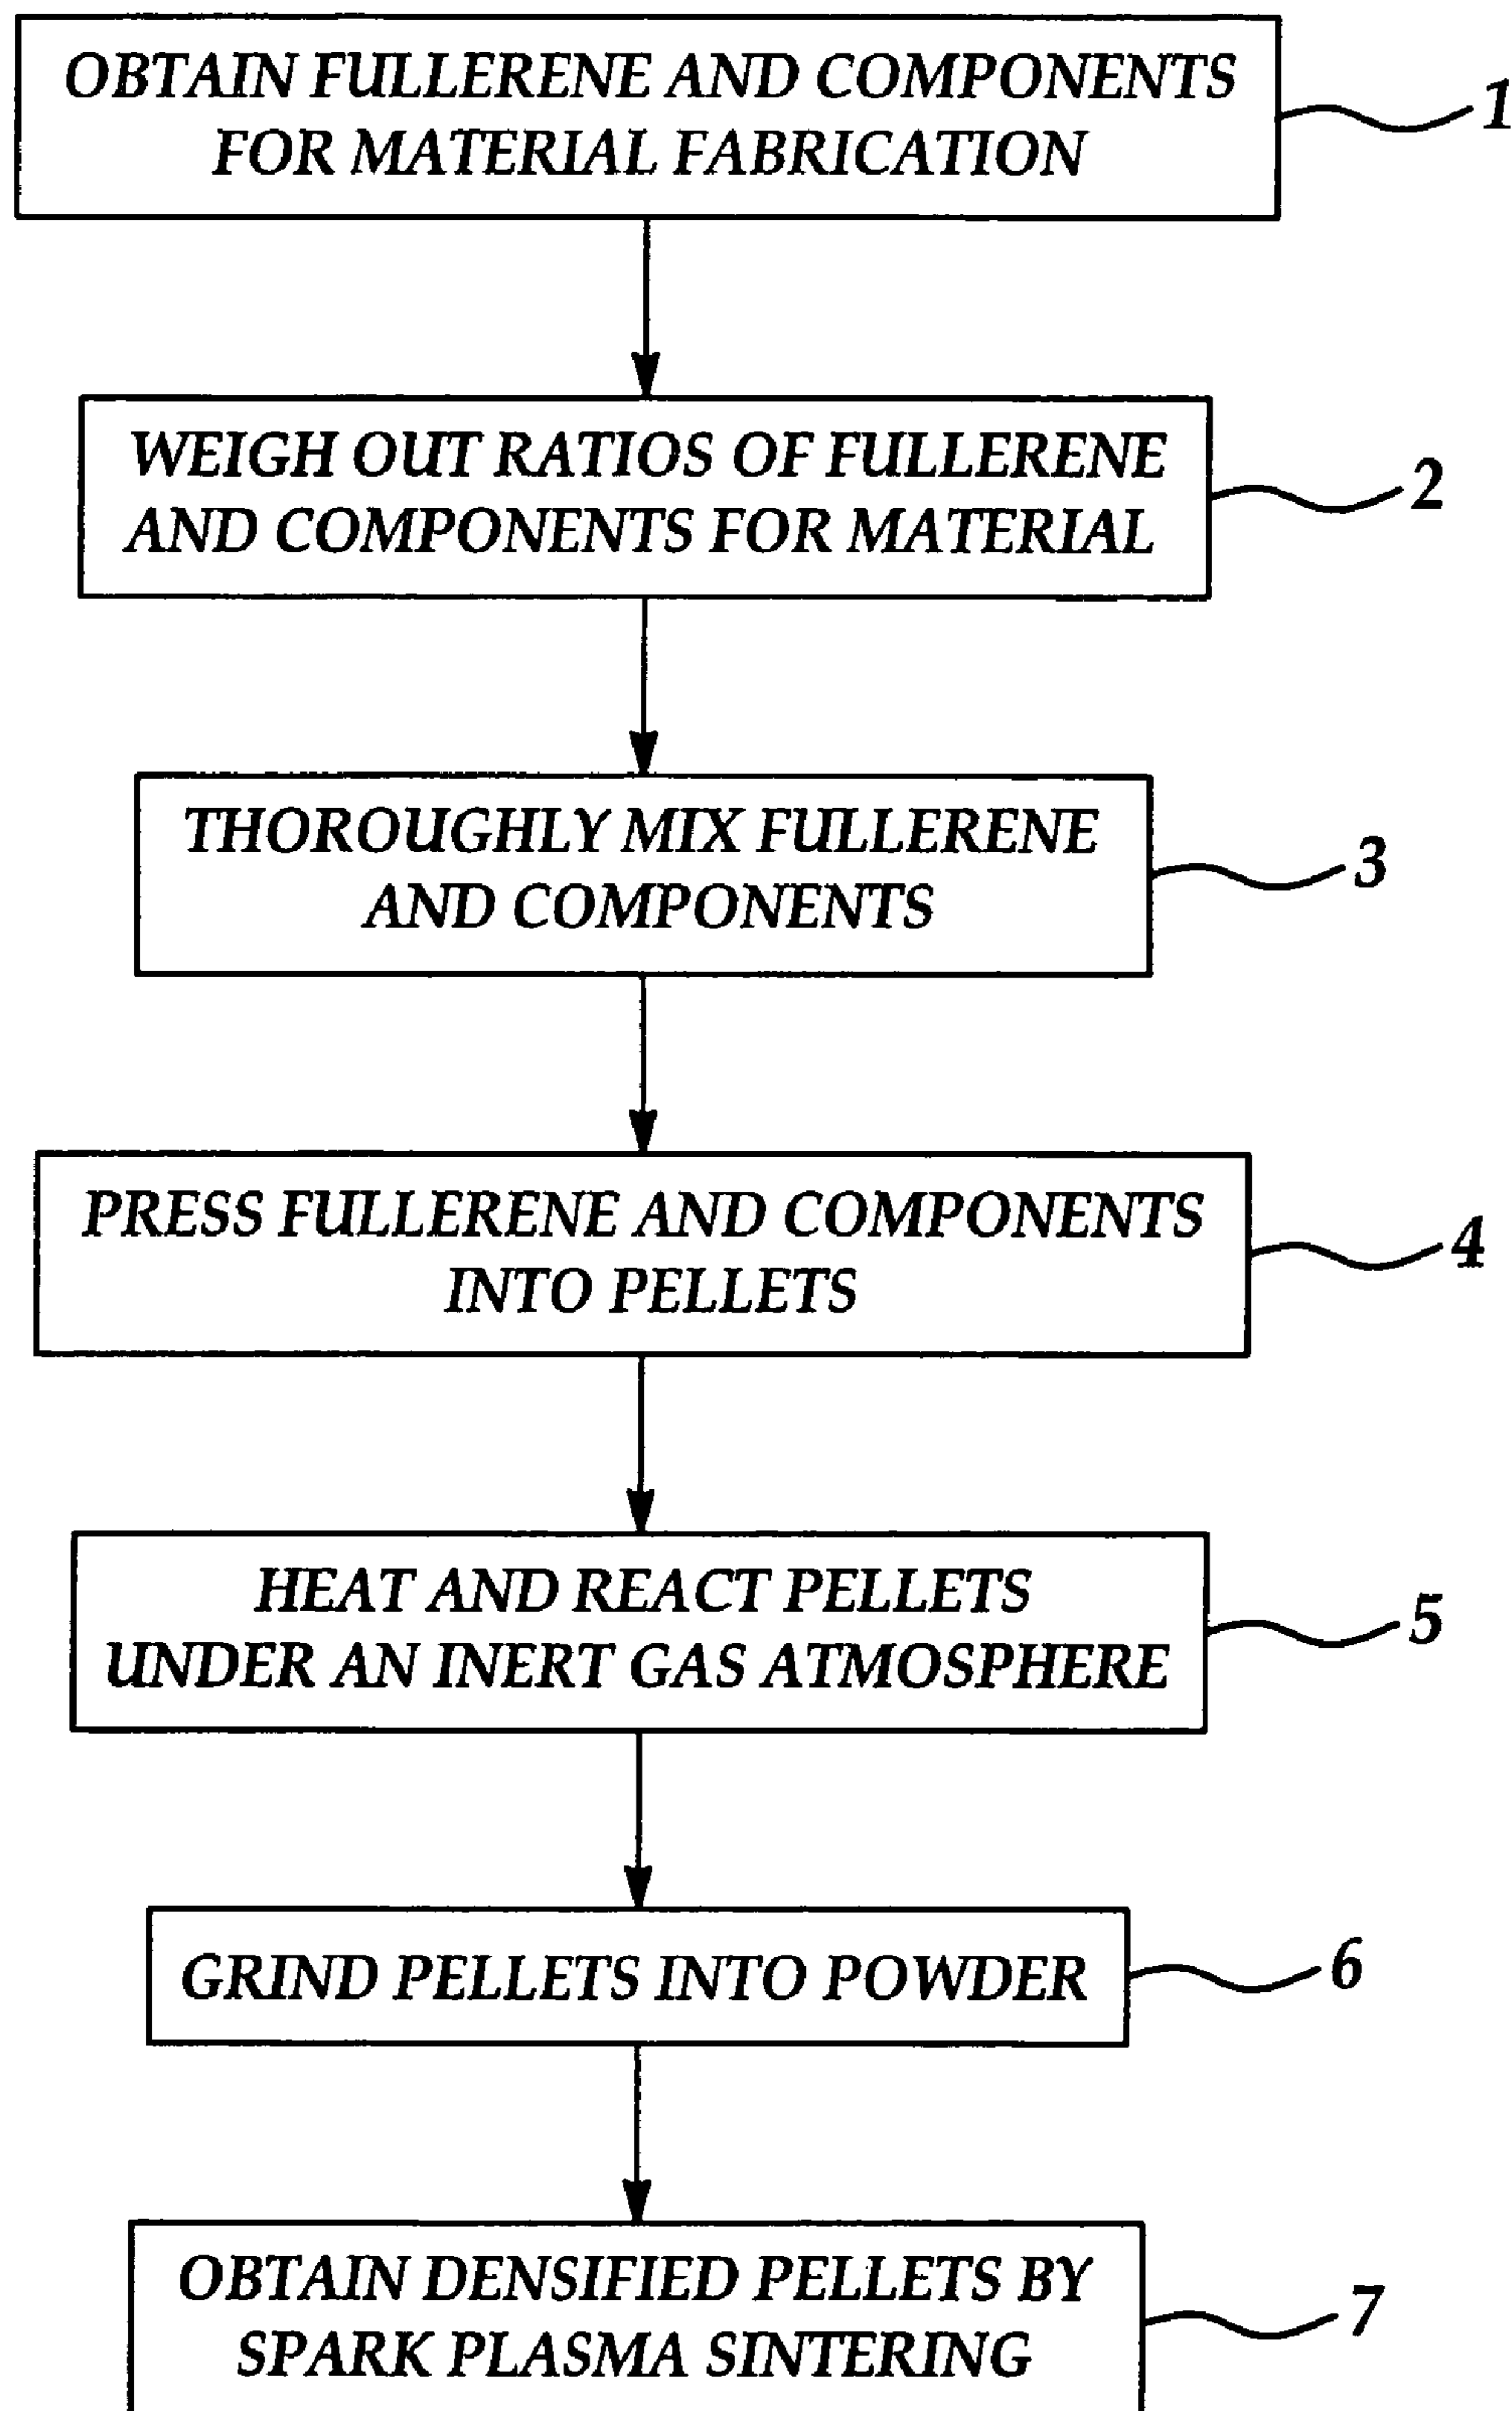 OBTAIN FULLERENE AND COMPONENTS
FOR MATERIAL FABRICATION
1
WEIGH OUT RATIOS OF FULLERENE
AND COMPONENTS FOR MATERIAL
2
THOROUGHLY MIX FULLERENE
AND COMPONENTS
3
PRESS FULLERENE AND COMPONENTS
INTO PELLETS
4
HEAT AND REACT PELLETS
UNDER AN INERT GAS ATMOSPHERE
5
GRIND PELLETS INTO POWDER
6
OBTAIN DENSIFIED PELLETS BY
SPARK PLASMA SINTERING
7